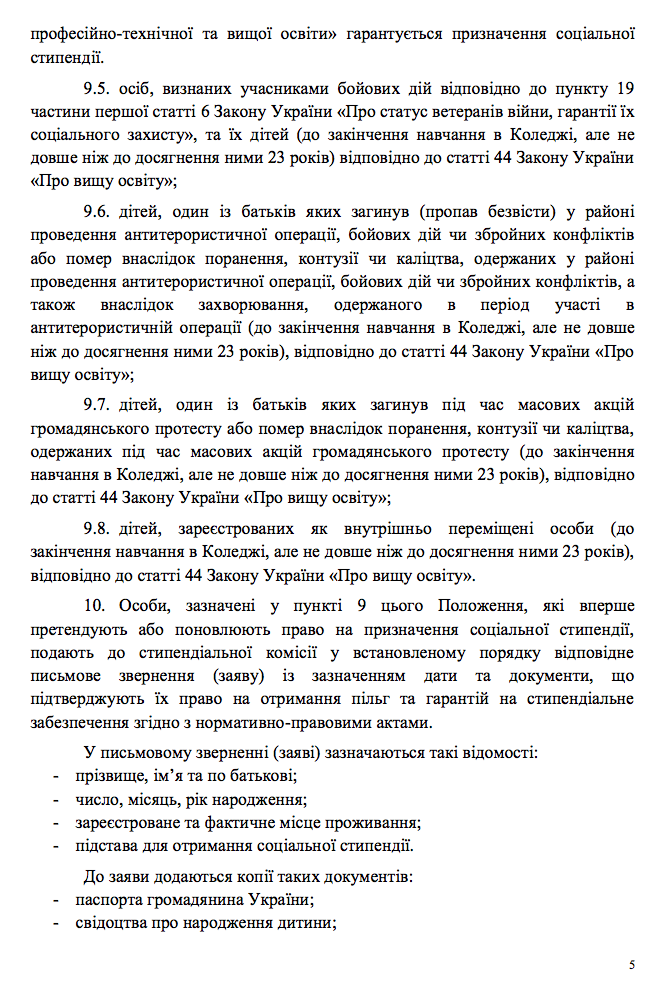 професійно-технічної та вищої освіти» гарантується призначення соціальної
стипендії.
9.5. осіб, визнаних учасниками бойових дій відповідно до пункту 19
частини першої статті 6 Закону України «Про статус ветеранів війни, гарантії їх
соціального захисту», та їх дітей (до закінчення навчання в Коледжі, але не
довше ніж до досягнення ними 23 років) відповідно до статті 44 Закону України
«Про вищу освіту»;
9.6. дітей, один із батьків яких загинув (пропав безвісти) у районі
проведення антитерористичної операції, бойових дій чи збройних конфліктів
або помер внаслідок поранення, контузії чи каліцтва, одержаних у районі
проведення антитерористичної операції, бойових дій чи збройних конфліктів, а
також внаслідок захворювання, одержаного в період участі в
антитерористичній операції (до закінчення навчання в Коледжі, але не довше
ніж до досягнення ними 23 років), відповідно до статті 44 Закону України «Про
вищу освіту»;
9.7. дітей, один із батьків яких загинув під час масових акцій
громадянського протесту або помер внаслідок поранення, контузії чи каліцтва,
одержаних під час масових акцій громадянського протесту (до закінчення
навчання в Коледжі, але не довше ніж до досягнення ними 23 років), відповідно
до статті 44 Закону України «Про вищу освіту»;
9.8. дітей, зареєстрованих як внутрішньо переміщені особи (до
закінчення навчання в Коледжі, але не довше ніж до досягнення ними 23 років),
відповідно до статті 44 Закону України «Про вищу освіту».
10. Особи, зазначені у пункті 9 цього Положення, які вперше
претендують або поновлюють право на призначення соціальної стипендії,
подають до стипендіальної комісії у встановленому порядку відповідне
письмове звернення (заяву) із зазначенням дати та документи, що
підтверджують їх право на отримання пільг та гарантій на стипендіальне
забезпечення згідно з нормативно-правовими актами.
У письмовому зверненні (заяві) зазначаються такі відомості:
- прізвище, ім’я та по батькові;
- число, місяць, рік народження;
- зареєстроване та фактичне місце проживання;
- підстава для отримання соціальної стипендії.
До заяви додаються копії таких документів:
- паспорта громадянина України;
- свідоцтва про народження дитини;
5